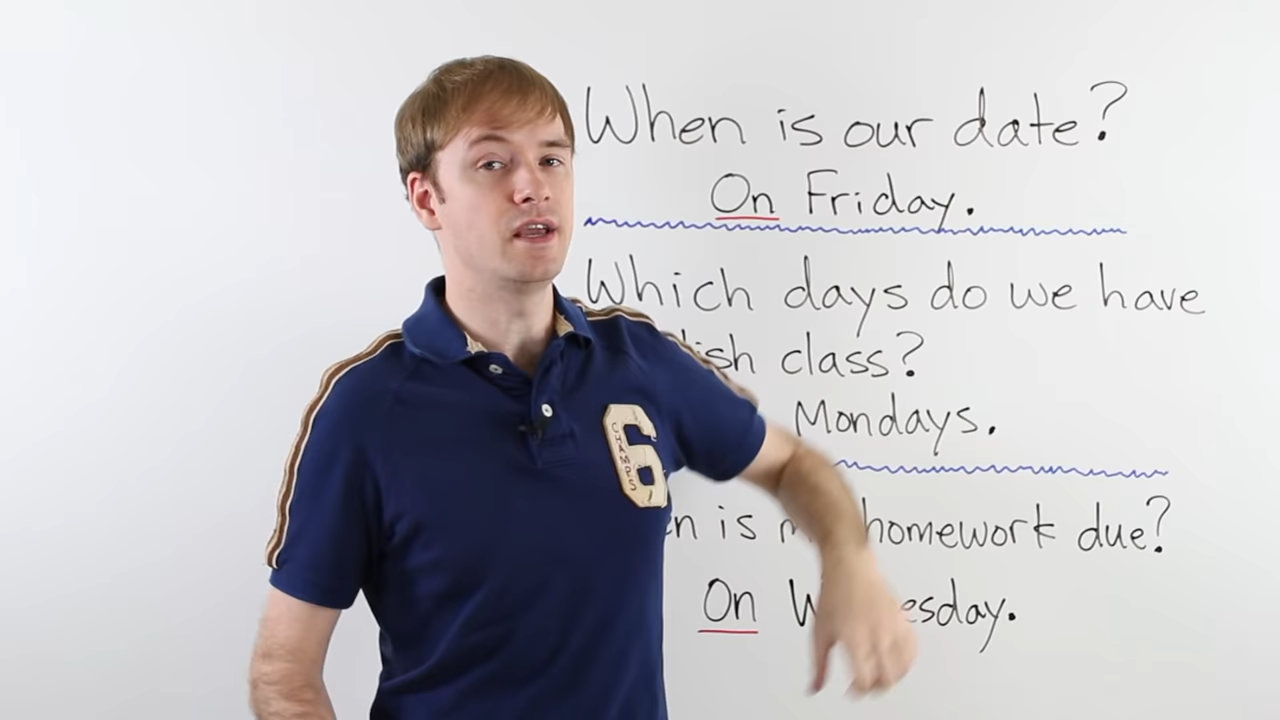 When is our date?
On Friday.
Which days do we have
class?
Mondays.
is homework due?
On
6
CHAMPS